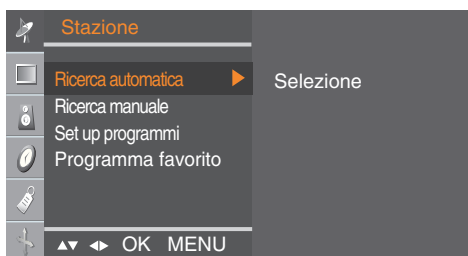 Stazione
Ricerca automatica
Selezione
Ricerca manuale
Set up programmi
Programma favorito
OK MENU